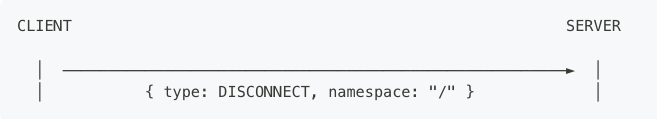 CLIENT SERVER
{ type: DISCONNECT, namespace: "/" }